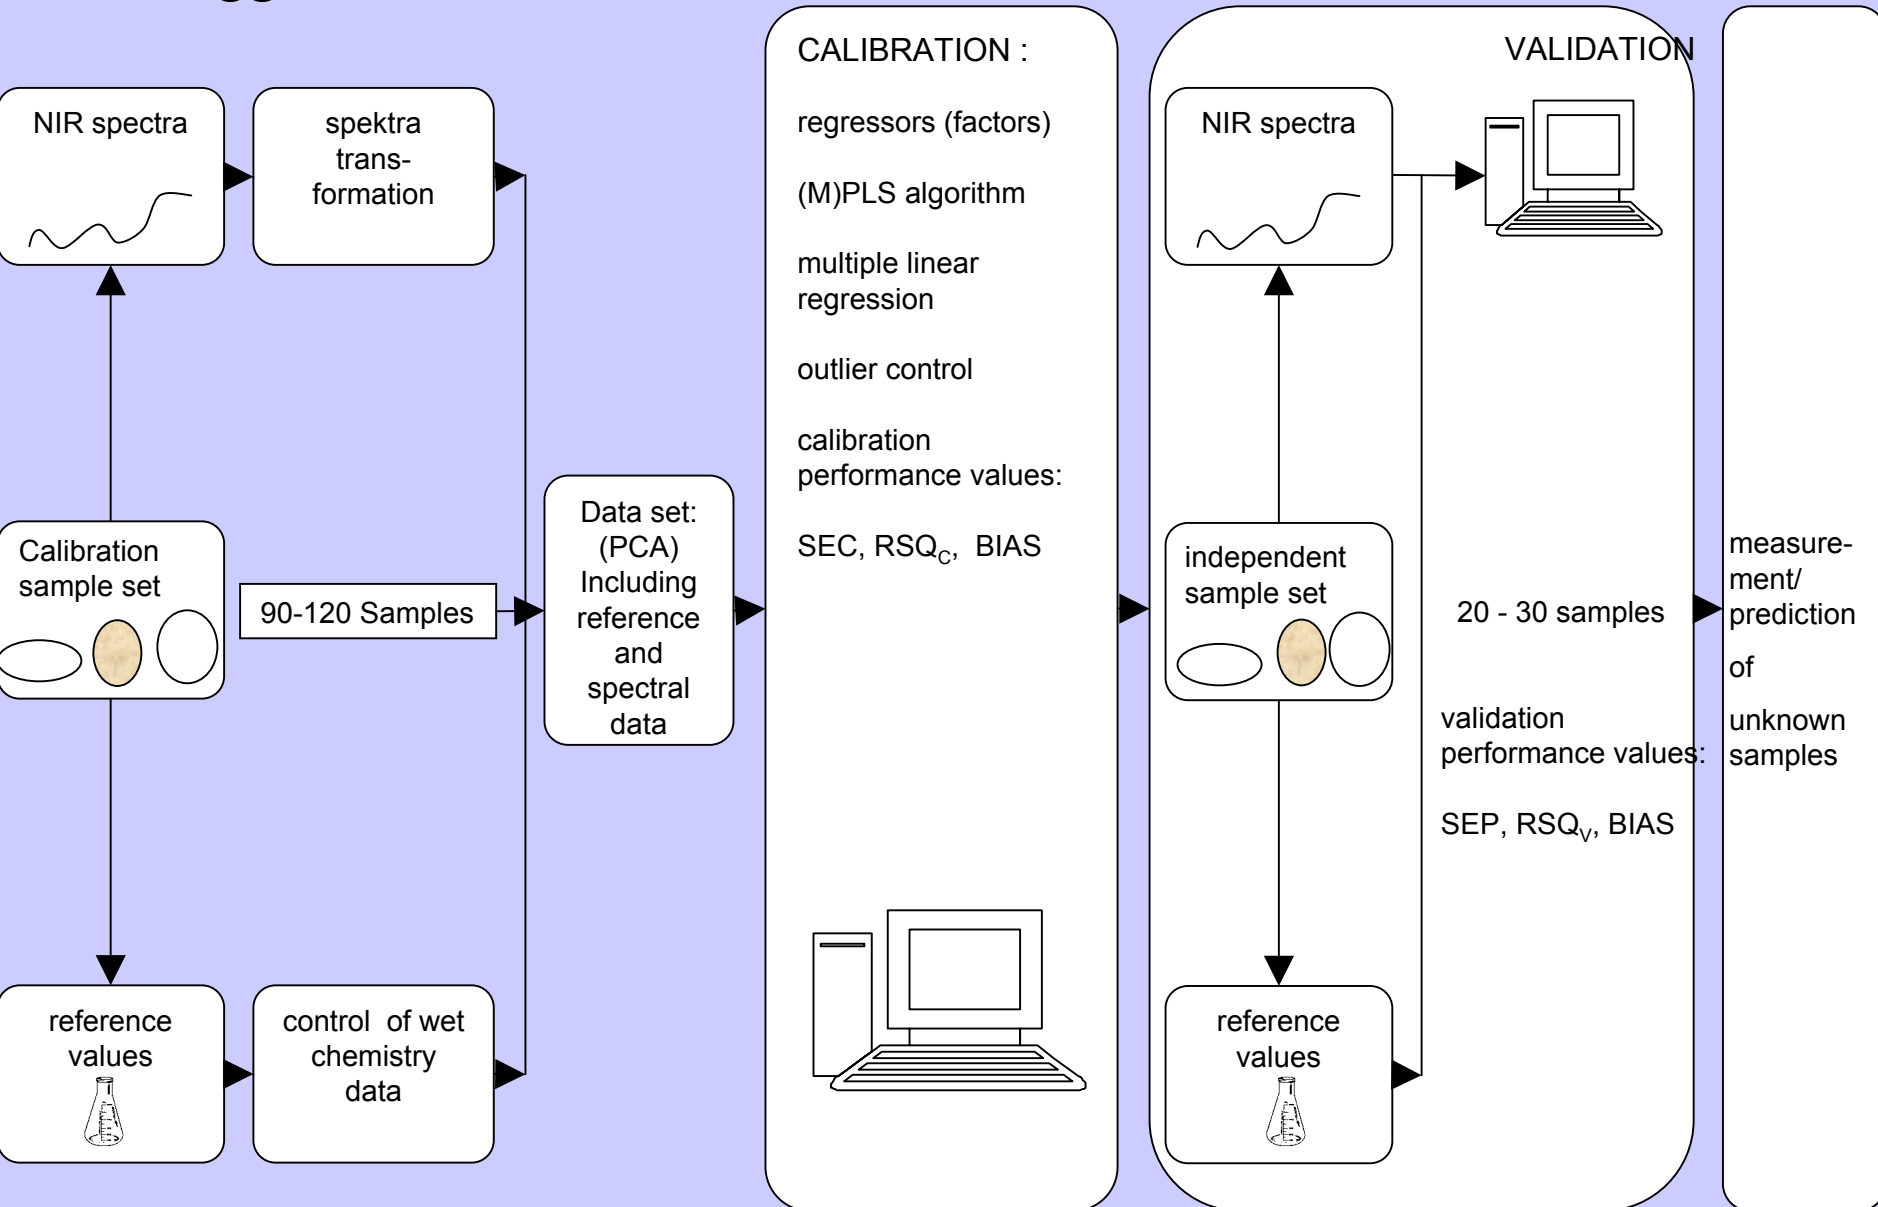 NIR spectra
spektra
trans-
formation
Calibration
sample set
90-120 Samples
reference
values
control of wet
chemistry
data
Data set:
(PCA)
Including
reference
and
spectral
data
CALIBRATION :
regressors (factors)
(M)PLS algorithm
multiple linear
regression
outlier control
calibration
performance values:
SEC, RSQC, BIAS
VALIDATION
NIR spectra
independent
sample set
20 - 30 samples
validation
performance values:
SEP, RSQV, BIAS
reference
values
measure-
ment/
prediction
of
unknown
samples